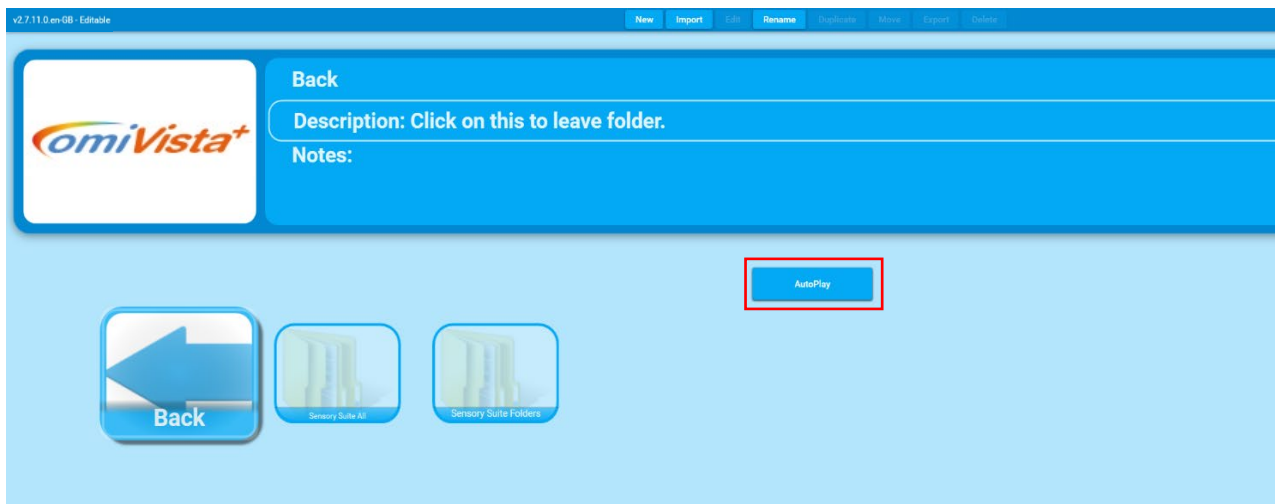 v2.7.11.0.en-GB - Editable
New Import Edit Rename Duplicate Move Export Delete
omiVista+
Back
Description: Click on this to leave folder.
Notes:
AutoPlay
Back
Sensory Suite All
Sensory Suite Folders